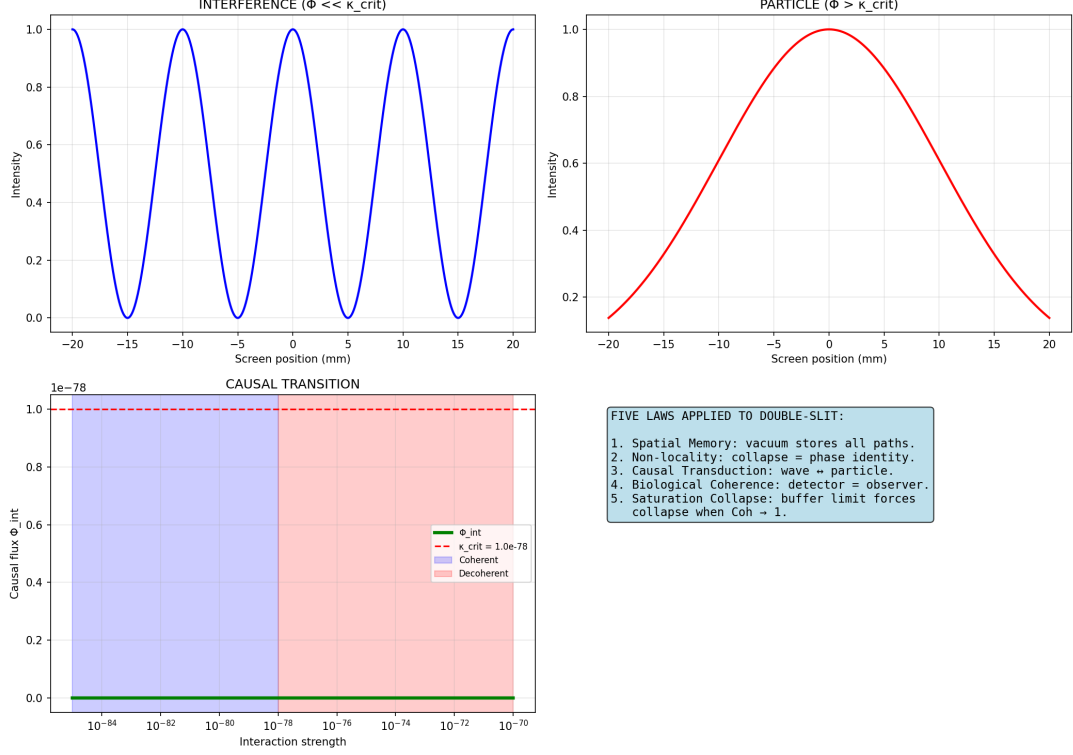 INTERFERENCE (Φ << κ_crit)
1.0
0.8
0.6
0.4
0.2
0.0
Intensity
−20 −15 −10 −5 0 5 10 15 20
Screen position (mm)
PARTICLE (Φ > κ_crit)
1.0
0.8
0.6
0.4
0.2
Intensity
−20 −15 −10 −5 0 5 10 15 20
Screen position (mm)
CAUSAL TRANSITION
1e−78
1.0
0.8
0.6
0.4
0.2
0.0
Causal flux Φ_int
Φ_int
κ_crit = 1.0e-78
Coherent
Decoherent
10⁻⁸⁴ 10⁻⁸² 10⁻⁸⁰ 10⁻⁷⁸ 10⁻⁷⁶ 10⁻⁷⁴ 10⁻⁷² 10⁻⁷⁰
Interaction strength
FIVE LAWS APPLIED TO DOUBLE-SLIT:
1. Spatial Memory: vacuum stores all paths.
2. Non-locality: collapse = phase identity.
3. Causal Transduction: wave ↔ particle.
4. Biological Coherence: detector = observer.
5. Saturation Collapse: buffer limit forces
collapse when Coh → 1.